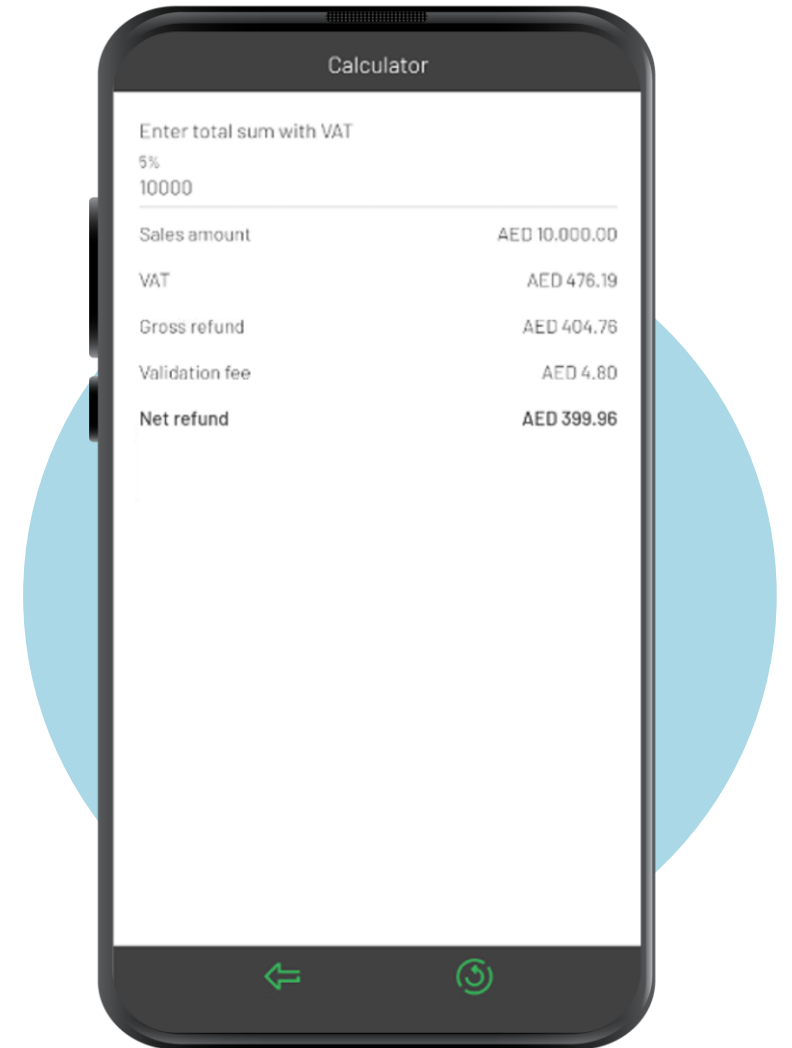 Calculator
Enter total sum with VAT
5%
10000
Sales amount AED 10.000.00
VAT AED 476.19
Gross refund AED 404.76
Validation fee AED 4.80
Net refund AED 399.96